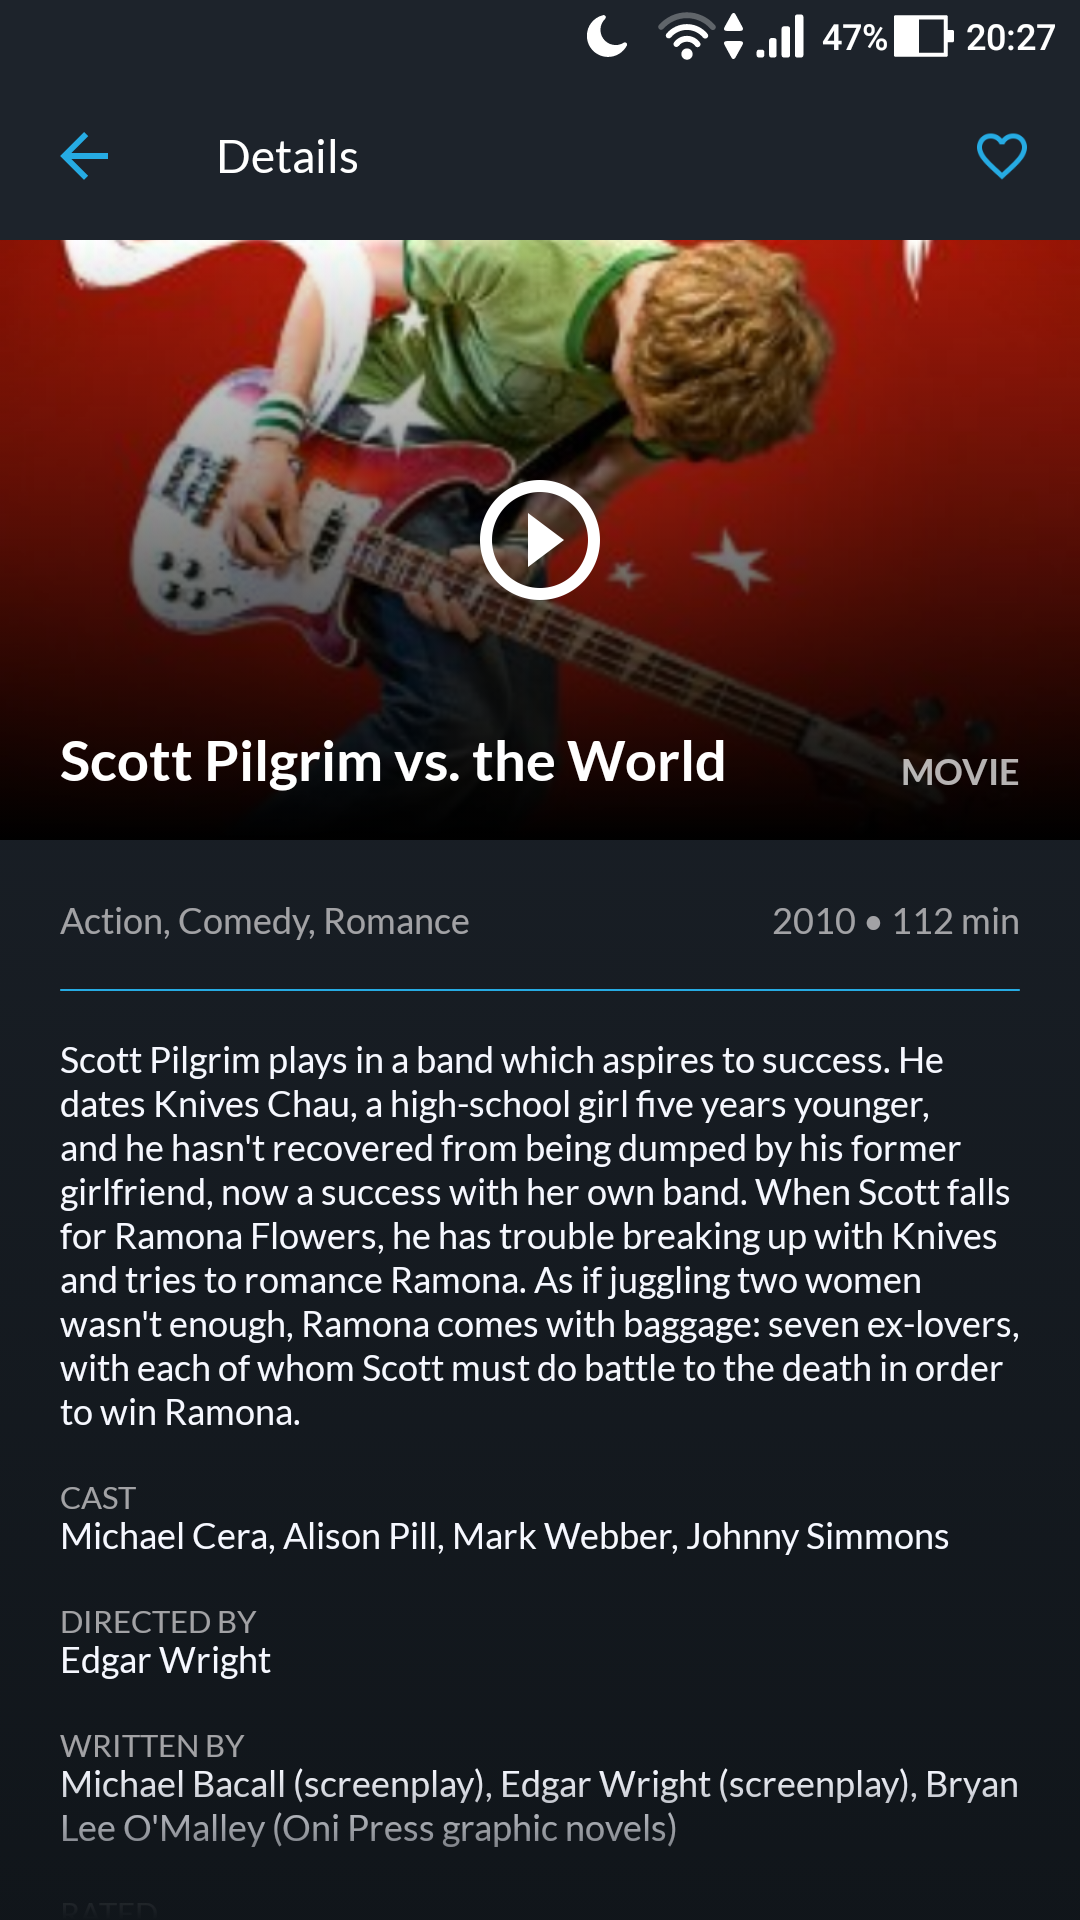 47% 20:27
Details
Scott Pilgrim vs. the World
MOVIE
Action, Comedy, Romance
2010 • 112 min
Scott Pilgrim plays in a band which aspires to success. He
dates Knives Chau, a high-school girl five years younger,
and he hasn't recovered from being dumped by his former
girlfriend, now a success with her own band. When Scott falls
for Ramona Flowers, he has trouble breaking up with Knives
and tries to romance Ramona. As if juggling two women
wasn't enough, Ramona comes with baggage: seven ex-lovers,
with each of whom Scott must do battle to the death in order
to win Ramona.
CAST
Michael Cera, Alison Pill, Mark Webber, Johnny Simmons
DIRECTED BY
Edgar Wright
WRITTEN BY
Michael Bacall (screenplay), Edgar Wright (screenplay), Bryan
Lee O'Malley (Oni Press graphic novels)
RATED